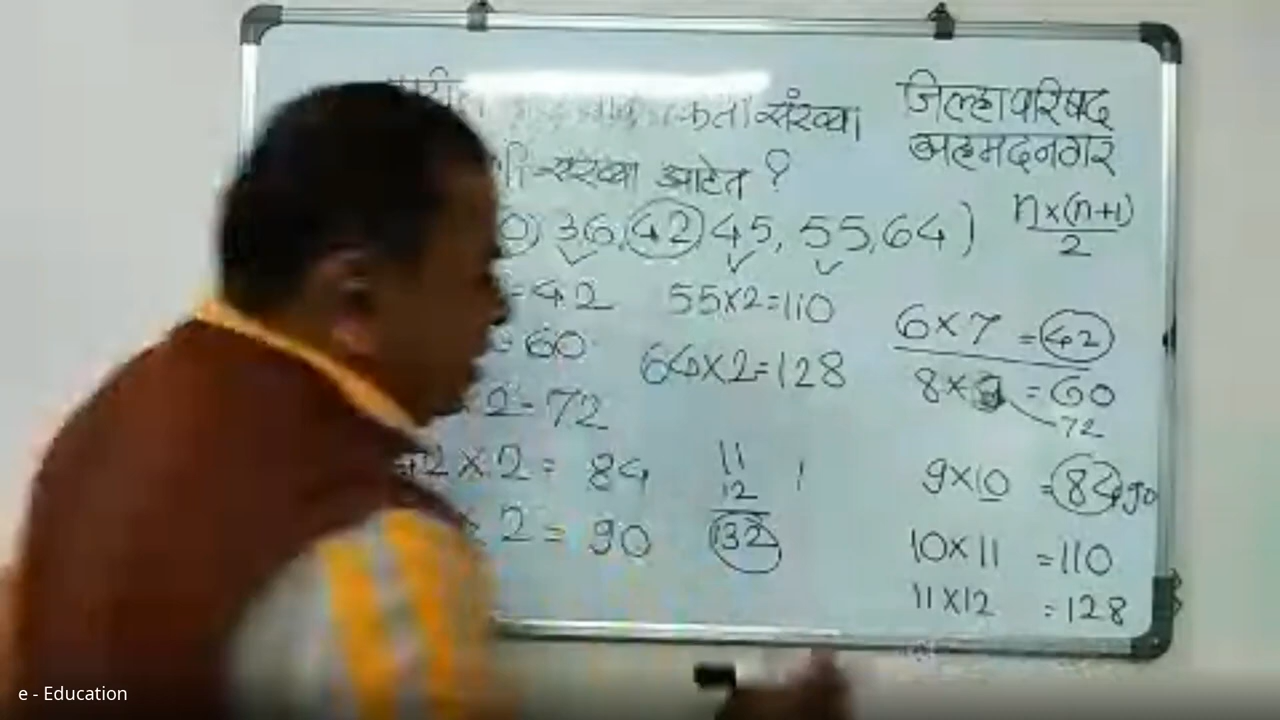 संख्या
संख्या आहेत ?
0) 36, 42 45, 55, 64 )
= 42
= 60
2 = 72
42 × 2 = 84
2 = 90
55×2=110
64×2=128
11
12
132
जिल्हा परिषद
अहमदनगर
n×(n+1)
2
6×7 = 42
8×9 = 60
72
9×10 = 84 90
10×11 = 110
11×12 = 128
e - Education